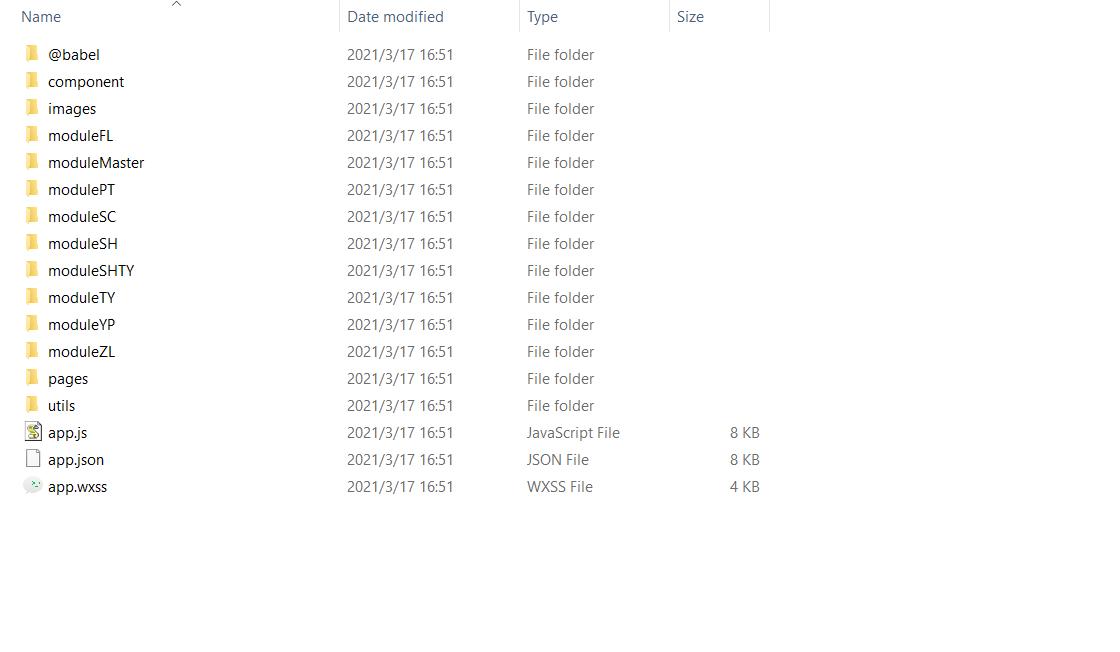 Name Date modified Type Size
@babel 2021/3/17 16:51 File folder
component 2021/3/17 16:51 File folder
images 2021/3/17 16:51 File folder
moduleFL 2021/3/17 16:51 File folder
moduleMaster 2021/3/17 16:51 File folder
modulePT 2021/3/17 16:51 File folder
moduleSC 2021/3/17 16:51 File folder
moduleSH 2021/3/17 16:51 File folder
moduleSHTY 2021/3/17 16:51 File folder
moduleTY 2021/3/17 16:51 File folder
moduleYP 2021/3/17 16:51 File folder
moduleZL 2021/3/17 16:51 File folder
pages 2021/3/17 16:51 File folder
utils 2021/3/17 16:51 File folder
app.js 2021/3/17 16:51 JavaScript File 8 KB
app.json 2021/3/17 16:51 JSON File 8 KB
app.wxss 2021/3/17 16:51 WXSS File 4 KB